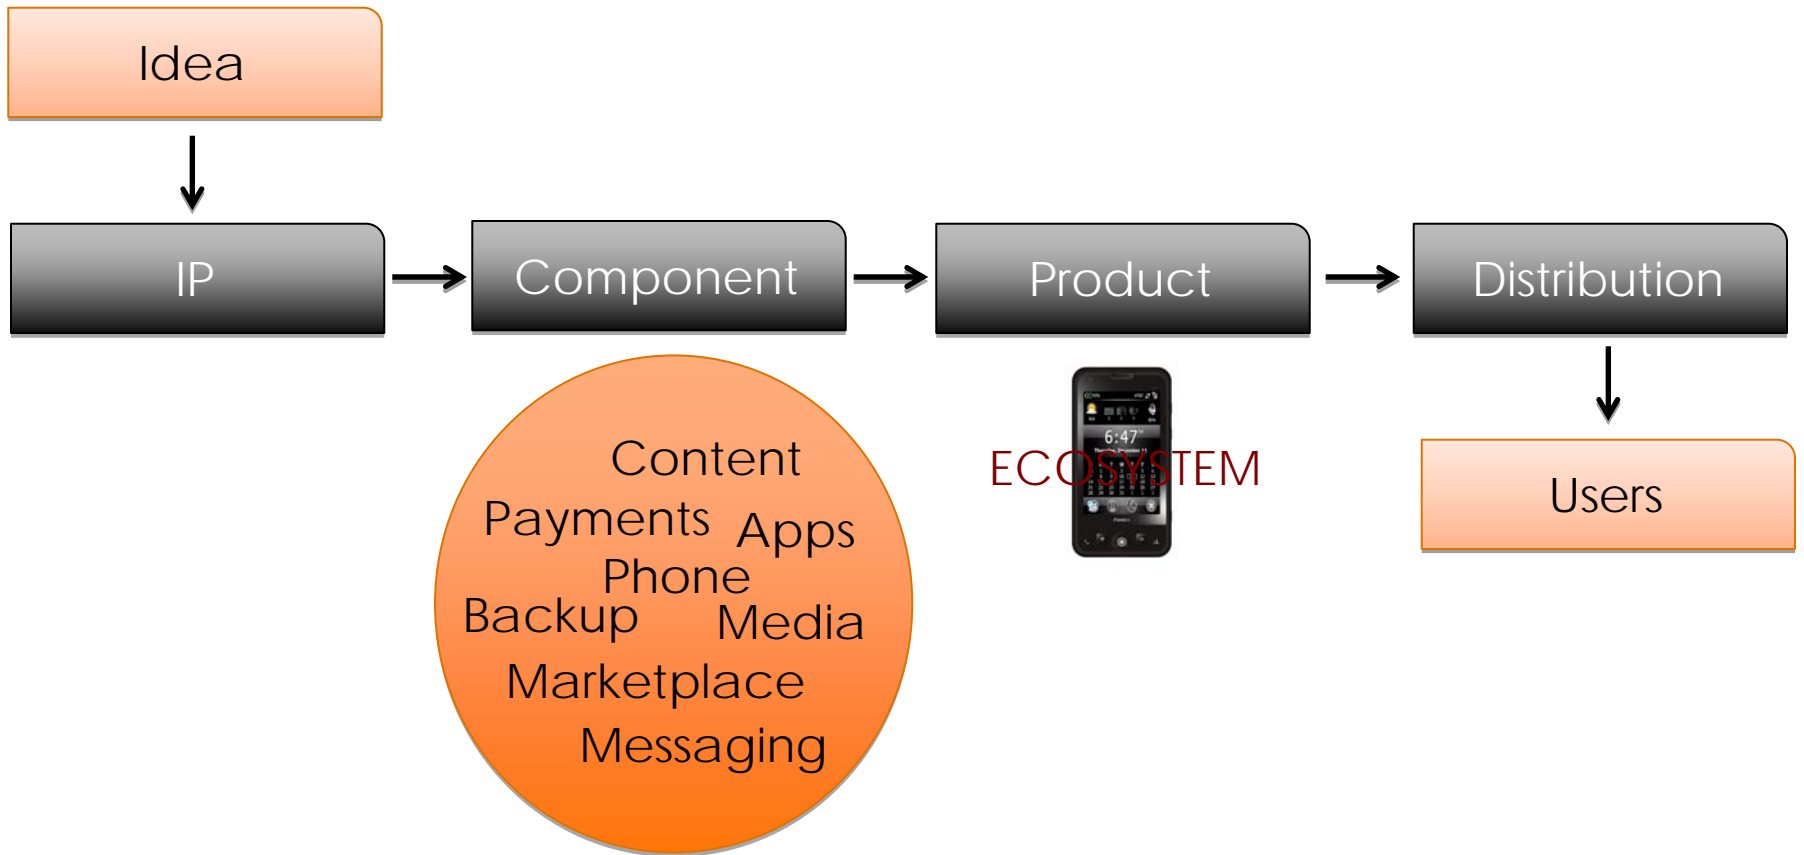 Idea
IP
Component
Product
Distribution
Content
Payments
Apps
Phone
Backup
Media
Marketplace
Messaging
6:47
ECOSYSTEM
Users